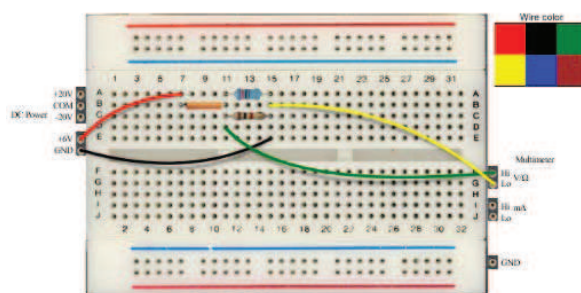 Wire color
1 3 5 7 9 11 13 15 17 19 21 23 25 27 29 31
A A
B B
C C
D D
E E
+20V
COM
DC Power
-20V
+6V
GND
F F
G G
H H
I I
J J
Multimeter
Hi V/Ω
Lo
Hi mA
Lo
2 4 6 8 10 12 14 16 18 20 22 24 26 28 30 32
GND